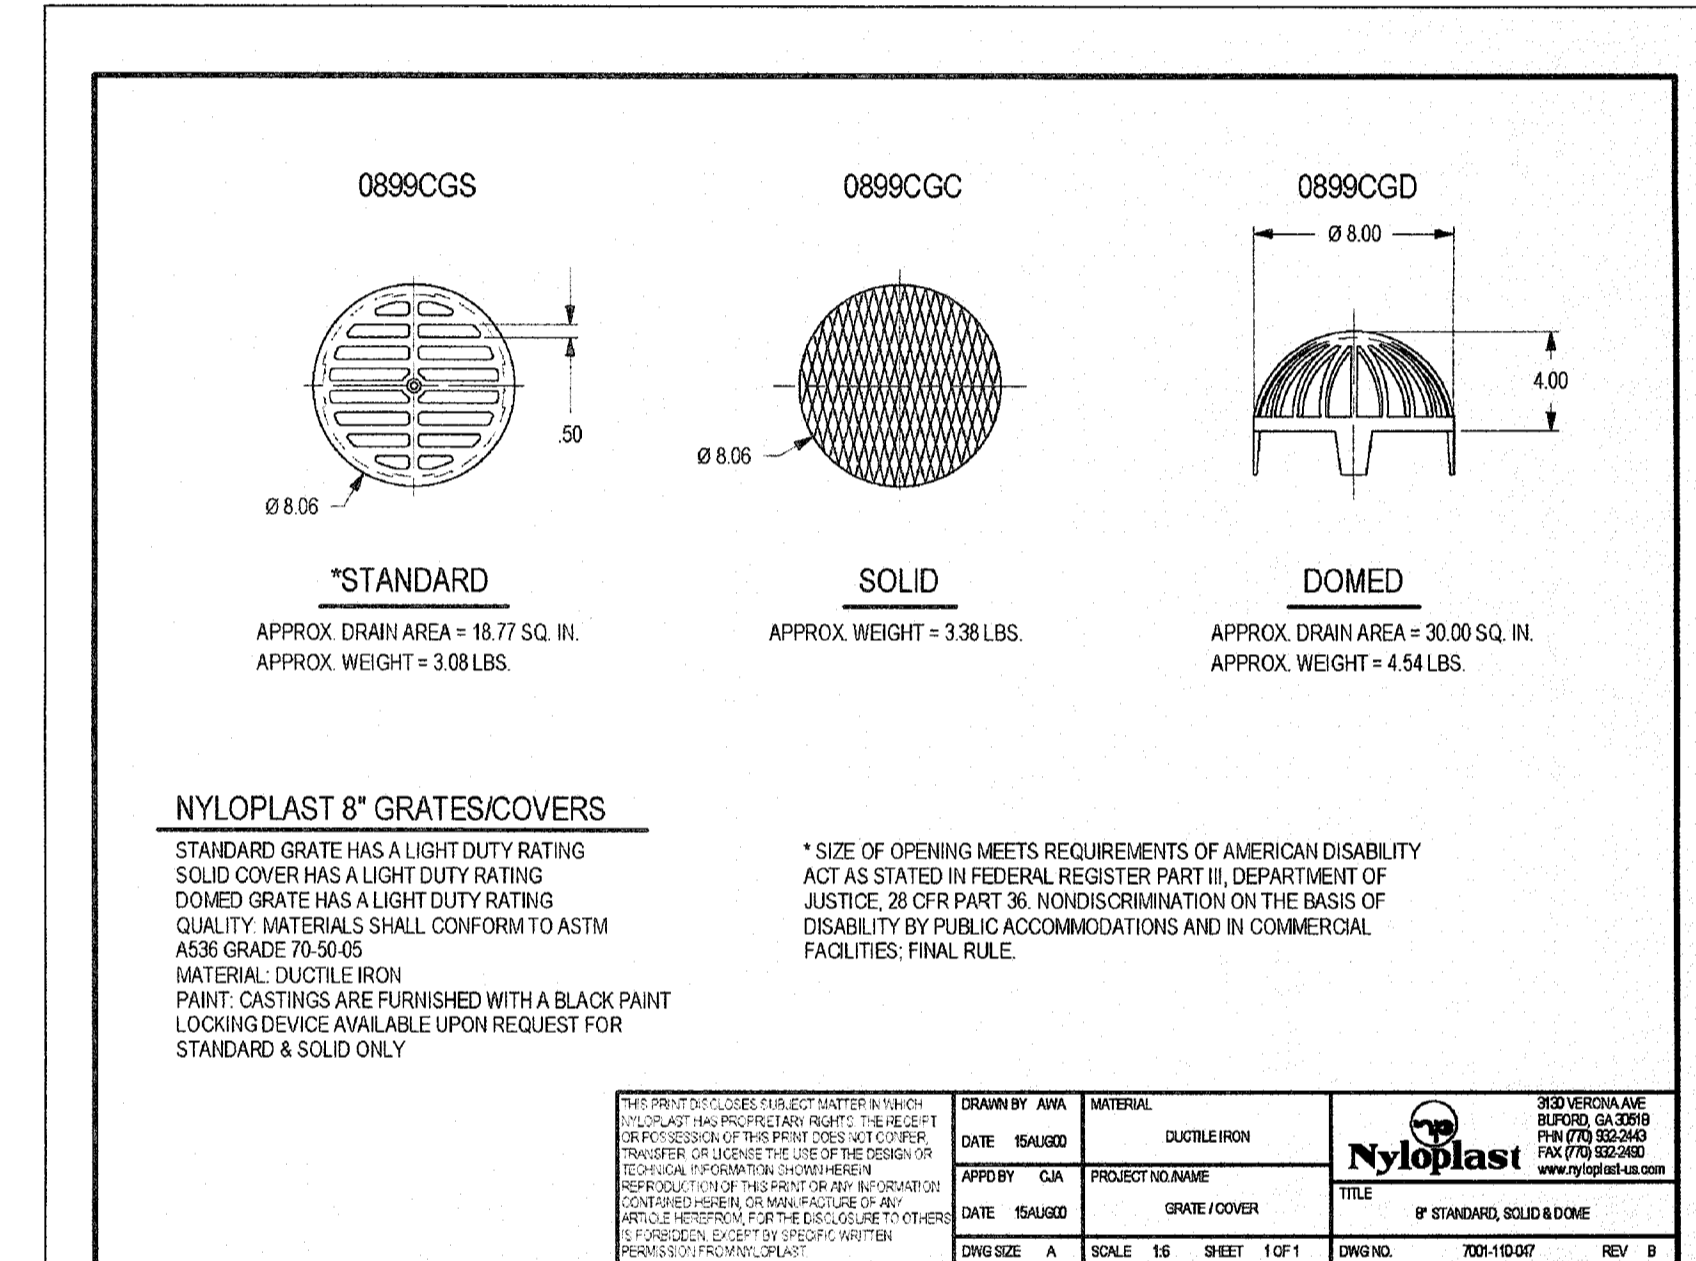 0899CGS
0899CGC
0899CGD
Ø 8.00
.50
Ø 8.06
Ø 8.06
4.00
*STANDARD
APPROX. DRAIN AREA = 18.77 SQ. IN.
APPROX. WEIGHT = 3.08 LBS.
SOLID
APPROX. WEIGHT = 3.38 LBS.
DOMED
APPROX. DRAIN AREA = 30.00 SQ. IN.
APPROX. WEIGHT = 4.54 LBS.
NYLOPLAST 8" GRATES/COVERS
STANDARD GRATE HAS A LIGHT DUTY RATING
SOLID COVER HAS A LIGHT DUTY RATING
DOMED GRATE HAS A LIGHT DUTY RATING
QUALITY: MATERIALS SHALL CONFORM TO ASTM
A536 GRADE 70-50-05
MATERIAL: DUCTILE IRON
PAINT: CASTINGS ARE FURNISHED WITH A BLACK PAINT
LOCKING DEVICE AVAILABLE UPON REQUEST FOR
STANDARD & SOLID ONLY
* SIZE OF OPENING MEETS REQUIREMENTS OF AMERICAN DISABILITY
ACT AS STATED IN FEDERAL REGISTER PART III, DEPARTMENT OF
JUSTICE, 28 CFR PART 36. NONDISCRIMINATION ON THE BASIS OF
DISABILITY BY PUBLIC ACCOMMODATIONS AND IN COMMERCIAL
FACILITIES; FINAL RULE.
THIS PRINT DISCLOSES SUBJECT MATTER IN WHICH
NYLOPLAST HAS PROPRIETARY RIGHTS. THE RECEIPT
OR POSSESSION OF THIS PRINT DOES NOT CONFER,
TRANSFER, OR LICENSE THE USE OF THE DESIGN OR
TECHNICAL INFORMATION SHOWN HEREIN
REPRODUCTION OF THIS PRINT OR ANY INFORMATION
CONTAINED HEREIN, OR MANUFACTURE OF ANY
ARTICLE HEREFROM, FOR THE DISCLOSURE TO OTHERS
IS FORBIDDEN, EXCEPT BY SPECIFIC WRITTEN
PERMISSION FROM NYLOPLAST.
DRAWN BY AWA
DATE 15AUG00
APPD BY CJA
DATE 15AUG00
DWG SIZE A
MATERIAL
DUCTILE IRON
PROJECT NO./NAME
GRATE / COVER
SCALE 1:6 SHEET 1 OF 1
Nyloplast
3130 VERONA AVE
BUFORD, GA 30518
PHN (770) 932-2443
FAX (770) 932-2490
www.nyloplast-us.com
TITLE
8" STANDARD, SOLID & DOME
DWG NO. 7001-110-047 REV B